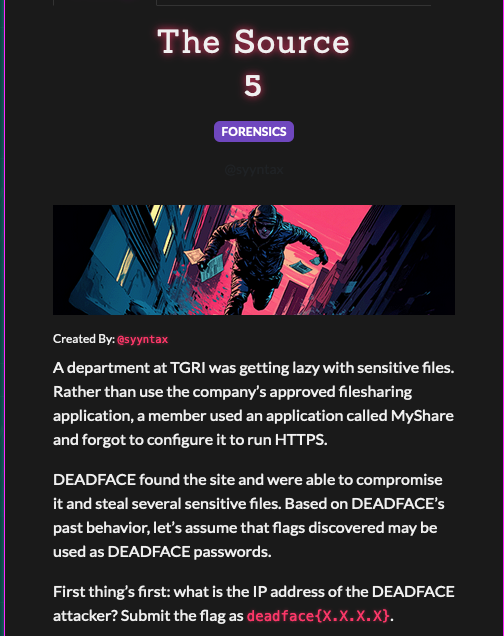 The Source
5
FORENSICS
@syyntax
Created By: @syyntax
A department at TGRI was getting lazy with sensitive files.
Rather than use the company’s approved filesharing
application, a member used an application called MyShare
and forgot to configure it to run HTTPS.
DEADFACE found the site and were able to compromise
it and steal several sensitive files. Based on DEADFACE’s
past behavior, let’s assume that flags discovered may be
used as DEADFACE passwords.
First thing’s first: what is the IP address of the DEADFACE
attacker? Submit the flag as deadface{X.X.X.X}.